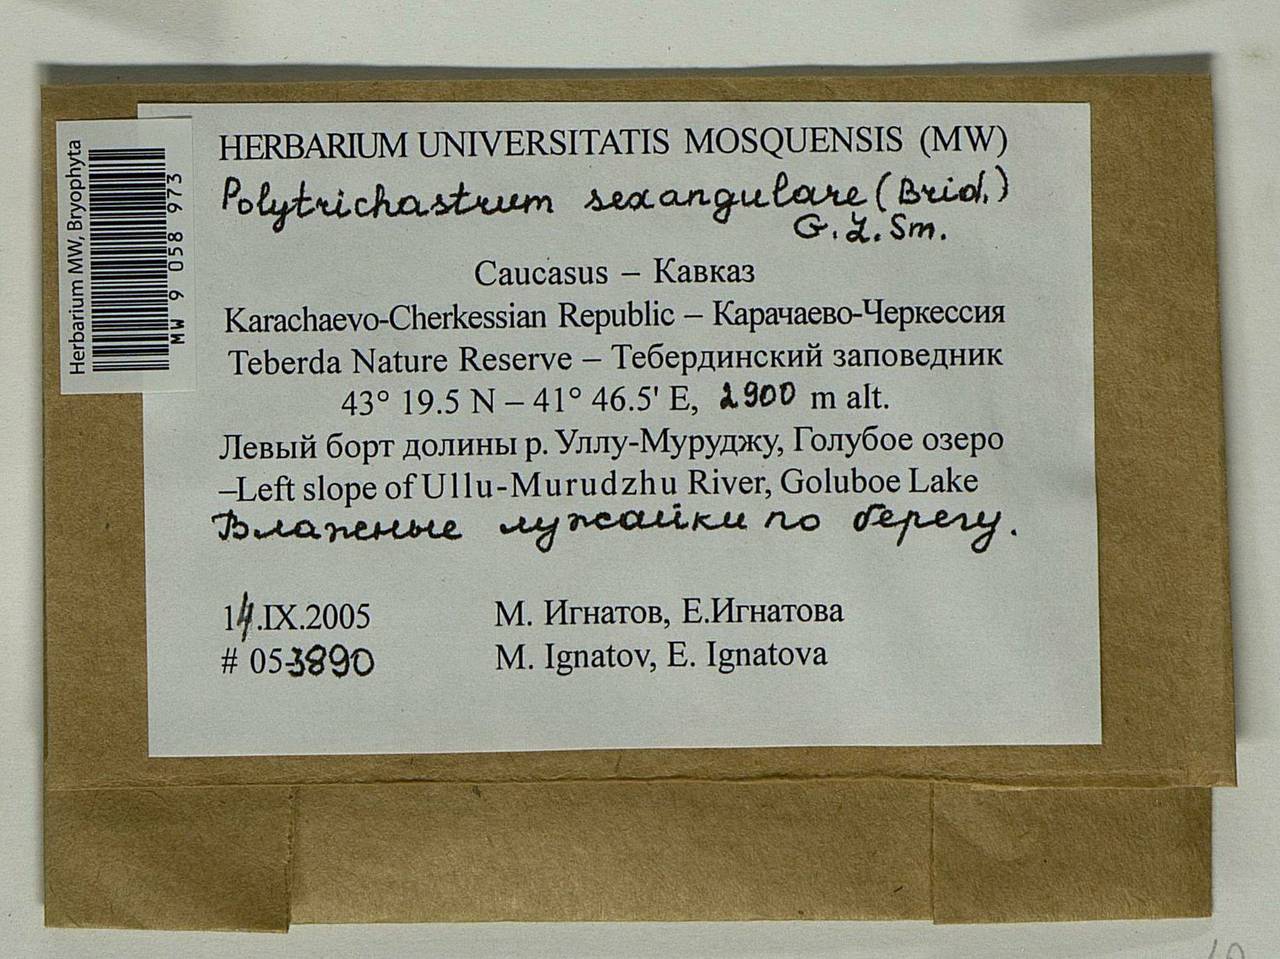 HERBARIUM UNIVERSITATIS MOSQUENSIS (MW)
Polytrichastrum sexangulare (Brid.)
G. L. Sm.
Caucasus – Кавказ
Karachaevo-Cherkessian Republic – Карачаево-Черкессия
Teberda Nature Reserve – Тебердинский заповедник
43° 19.5 N – 41° 46.5' E, 2900 m alt.
Левый борт долины р. Уллу-Муруджу, Голубое озеро
–Left slope of Ullu-Murudzhu River, Goluboe Lake
Влажные лужайки по берегу.
14.IX.2005 М. Игнатов, Е.Игнатова
# 05-3890 M. Ignatov, E. Ignatova
Herbarium MW, Bryophyta
MW 9 058 973